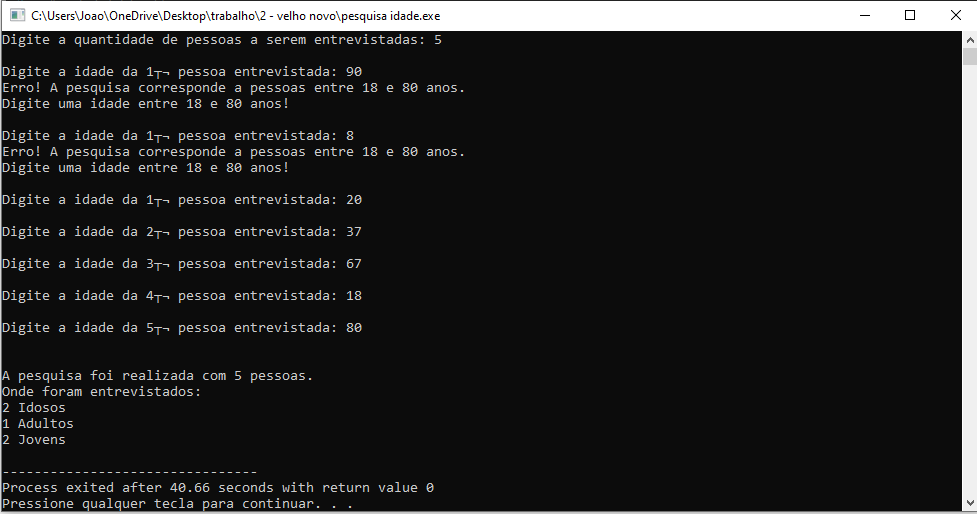 C:\Users\Joao\OneDrive\Desktop\trabalho\2 - velho novo\pesquisa idade.exe
Digite a quantidade de pessoas a serem entrevistadas: 5
Digite a idade da 1┬¬ pessoa entrevistada: 90
Erro! A pesquisa corresponde a pessoas entre 18 e 80 anos.
Digite uma idade entre 18 e 80 anos!
Digite a idade da 1┬¬ pessoa entrevistada: 8
Erro! A pesquisa corresponde a pessoas entre 18 e 80 anos.
Digite uma idade entre 18 e 80 anos!
Digite a idade da 1┬¬ pessoa entrevistada: 20
Digite a idade da 2┬¬ pessoa entrevistada: 37
Digite a idade da 3┬¬ pessoa entrevistada: 67
Digite a idade da 4┬¬ pessoa entrevistada: 18
Digite a idade da 5┬¬ pessoa entrevistada: 80
A pesquisa foi realizada com 5 pessoas.
Onde foram entrevistados:
2 Idosos
1 Adultos
2 Jovens
--------------------------------
Process exited after 40.66 seconds with return value 0
Pressione qualquer tecla para continuar. . .